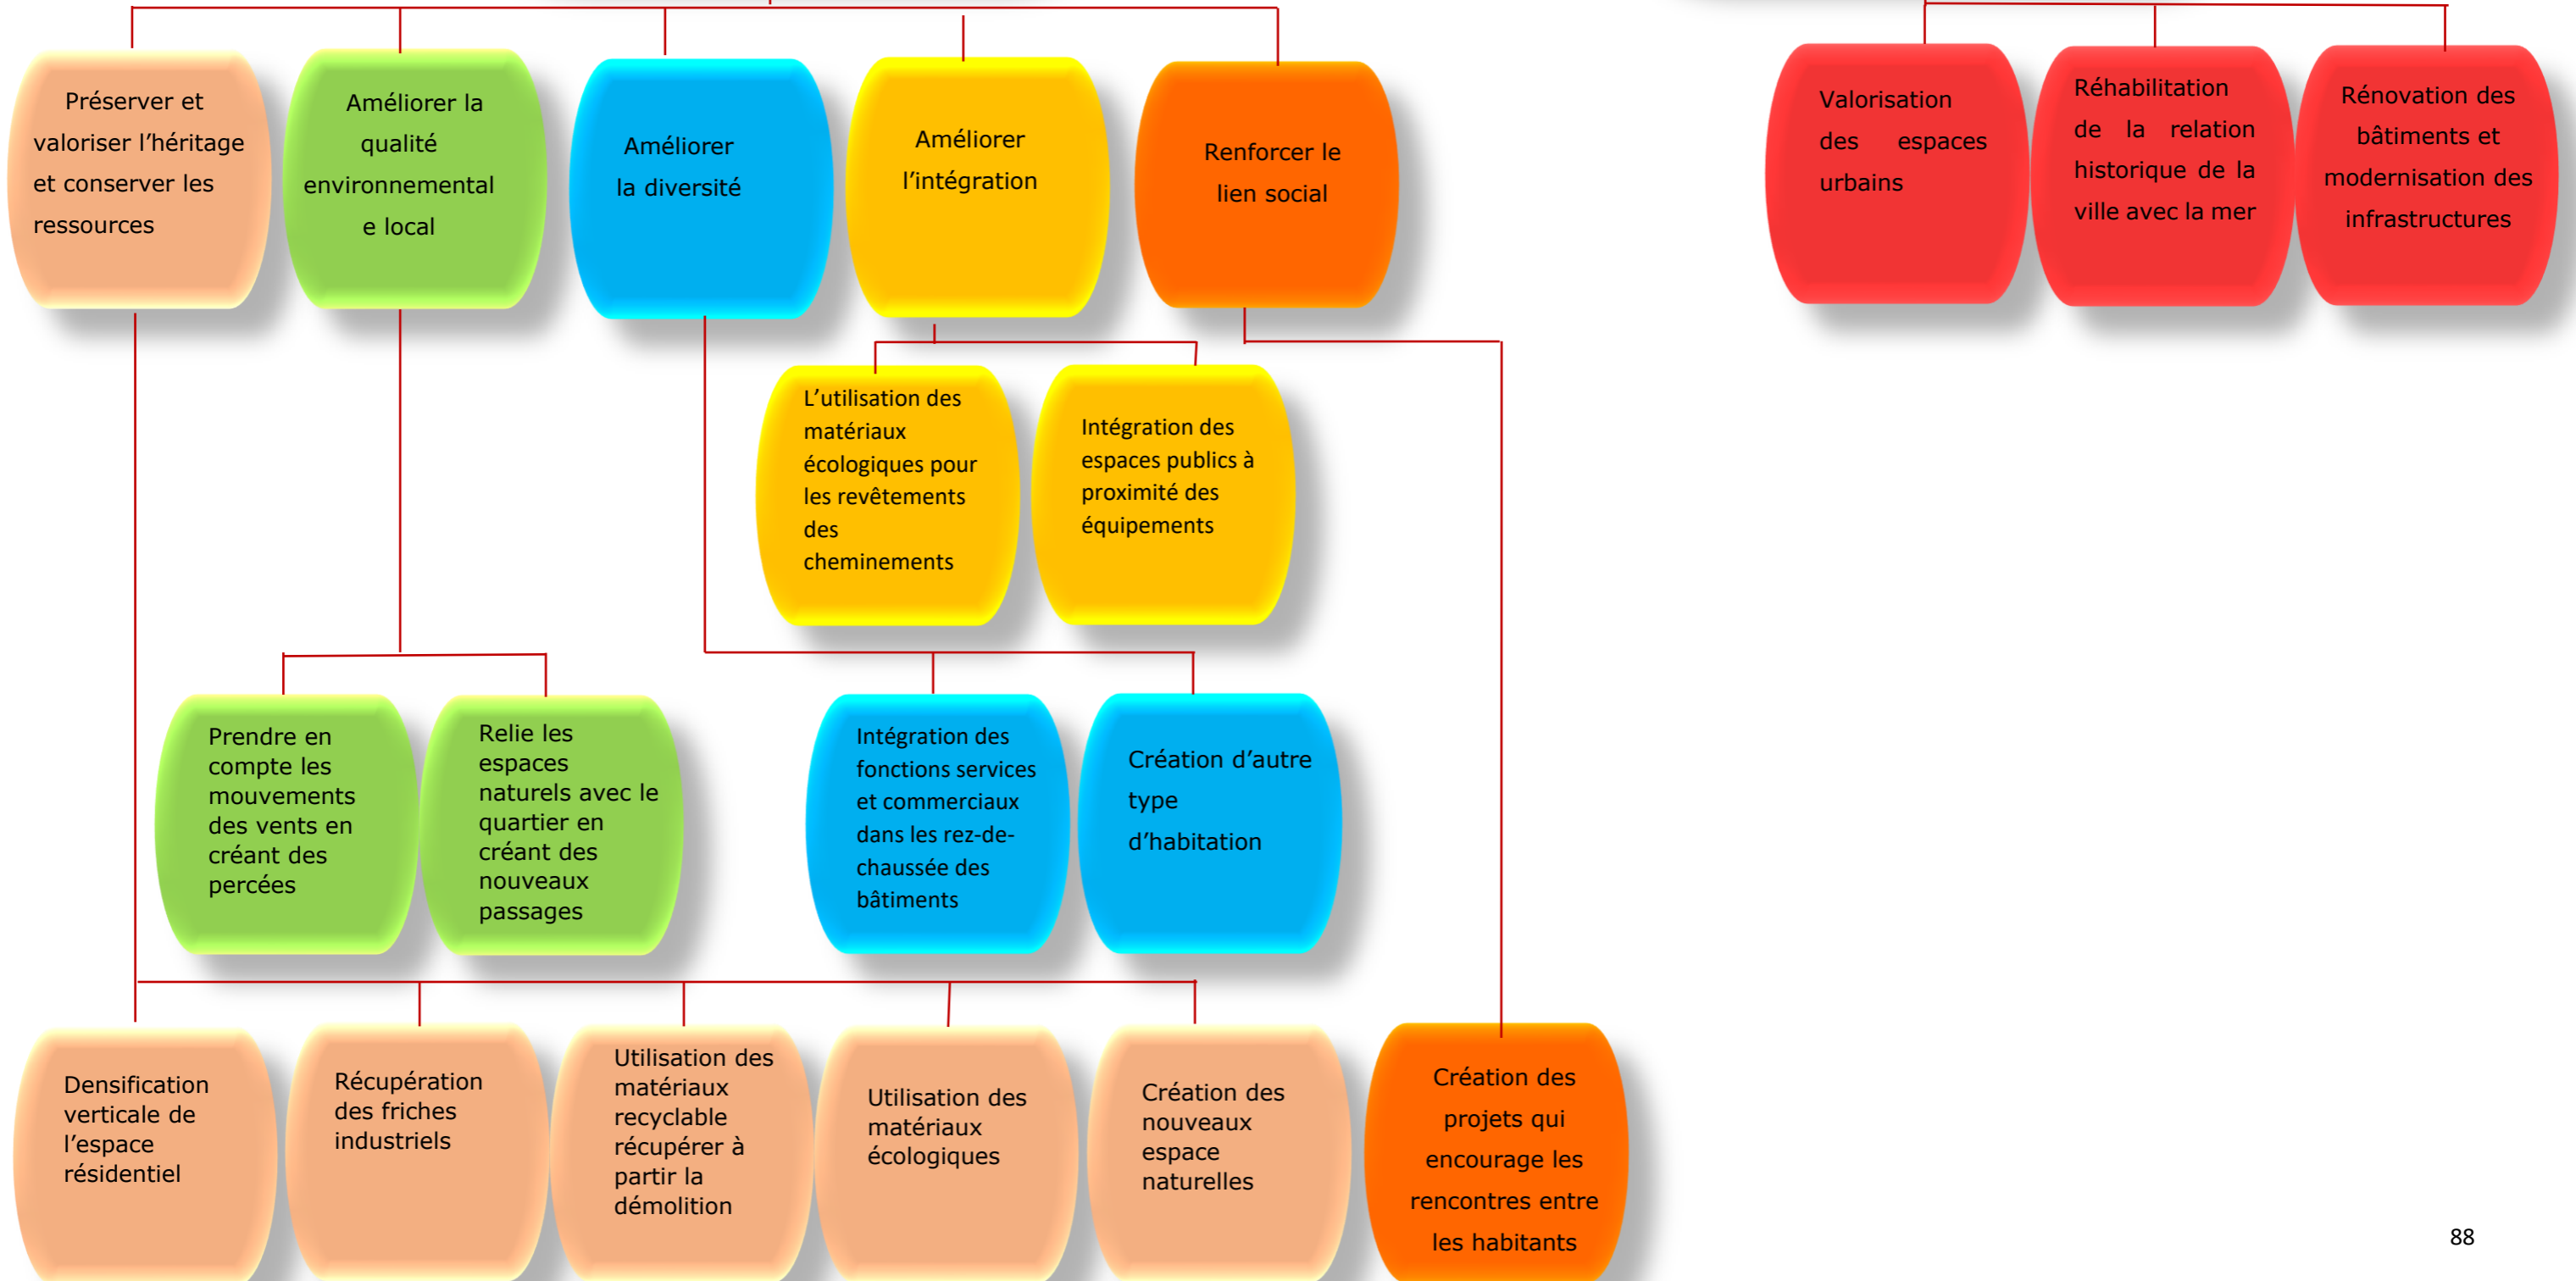 Préserver et
valoriser l’héritage
et conserver les
ressources
Améliorer la
qualité
environnemental
e local
Améliorer
la diversité
Améliorer
l’intégration
Renforcer le
lien social
Valorisation
des espaces
urbains
Réhabilitation
de la relation
historique de la
ville avec la mer
Rénovation des
bâtiments et
modernisation des
infrastructures
L’utilisation des
matériaux
écologiques pour
les revêtements
des
cheminements
Intégration des
espaces publics à
proximité des
équipements
Prendre en
compte les
mouvements
des vents en
créant des
percées
Relie les
espaces
naturels avec le
quartier en
créant des
nouveaux
passages
Intégration des
fonctions services
et commerciaux
dans les rez-de-
chaussée des
bâtiments
Création d’autre
type
d’habitation
Densification
verticale de
l’espace
résidentiel
Récupération
des friches
industriels
Utilisation des
matériaux
recyclable
récupérer à
partir la
démolition
Utilisation des
matériaux
écologiques
Création des
nouveaux
espace
naturelles
Création des
projets qui
encourage les
rencontres entre
les habitants
88